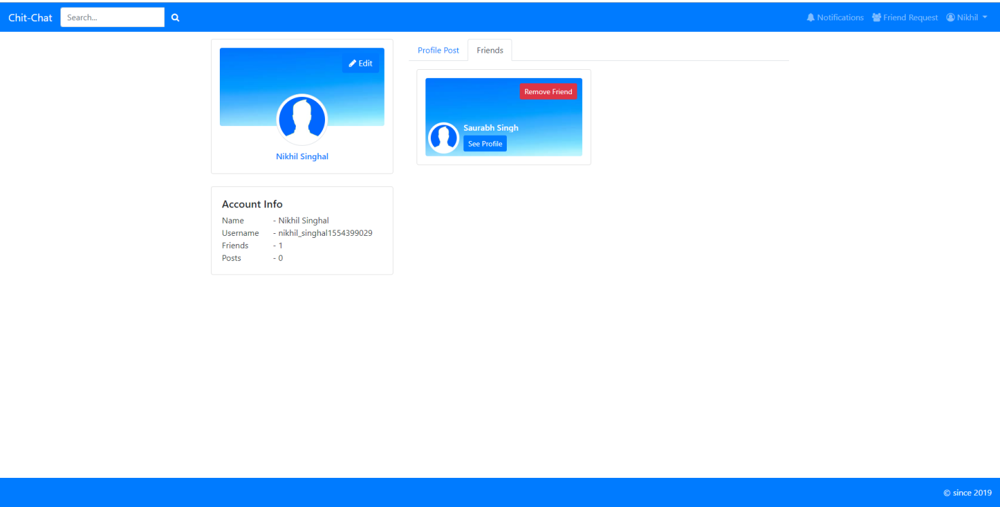 Chit-Chat Search... Notifications Friend Request Nikhil
Edit
Nikhil Singhal
Account Info
Name - Nikhil Singhal
Username - nikhil_singhal1554399029
Friends - 1
Posts - 0
Profile Post Friends
Remove Friend
Saurabh Singh
See Profile
© since 2019